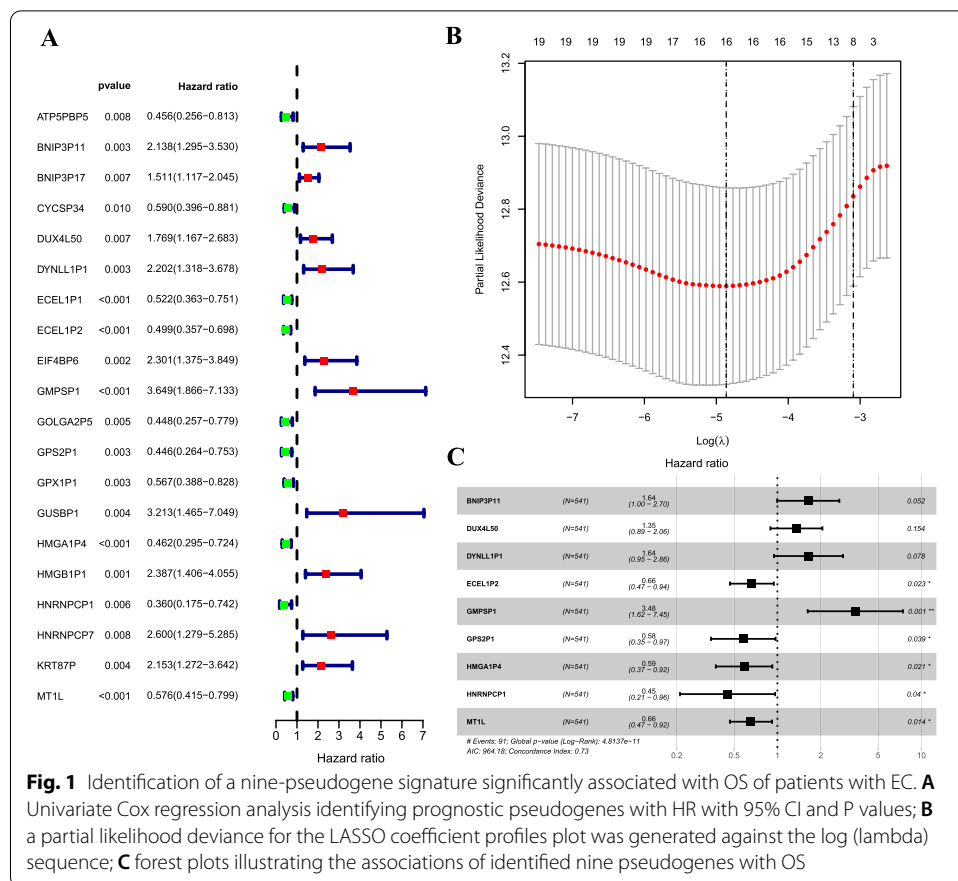 A
pvalue Hazard ratio
ATP5PBP5 0.008 0.456(0.256−0.813)
BNIP3P11 0.003 2.138(1.295−3.530)
BNIP3P17 0.007 1.511(1.117−2.045)
CYCSP34 0.010 0.590(0.396−0.881)
DUX4L50 0.007 1.769(1.167−2.683)
DYNLL1P1 0.003 2.202(1.318−3.678)
ECEL1P1 <0.001 0.522(0.363−0.751)
ECEL1P2 <0.001 0.499(0.357−0.698)
EIF4BP6 0.002 2.301(1.375−3.849)
GMPSP1 <0.001 3.649(1.866−7.133)
GOLGA2P5 0.005 0.448(0.257−0.779)
GPS2P1 0.003 0.446(0.264−0.753)
GPX1P1 0.003 0.567(0.388−0.828)
GUSBP1 0.004 3.213(1.465−7.049)
HMGA1P4 <0.001 0.462(0.295−0.724)
HMGB1P1 0.001 2.387(1.406−4.055)
HNRNPCP1 0.006 0.360(0.175−0.742)
HNRNPCP7 0.008 2.600(1.279−5.285)
KRT87P 0.004 2.153(1.272−3.642)
MT1L <0.001 0.576(0.415−0.799)
0 1 2 3 4 5 6 7
Hazard ratio
B
19 19 19 19 19 17 16 16 16 16 15 13 8 3
Partial Likelihood Deviance
13.2
13.0
12.8
12.6
12.4
−7 −6 −5 −4 −3
Log(λ)
C
Hazard ratio
BNIP3P11 (N=541) 1.64 0.052
(1.00 − 2.70)
DUX4L50 (N=541) 1.35 0.154
(0.89 − 2.06)
DYNLL1P1 (N=541) 1.64 0.078
(0.95 − 2.86)
ECEL1P2 (N=541) 0.66 0.023 *
(0.47 − 0.94)
GMPSP1 (N=541) 3.48 0.001 **
(1.62 − 7.45)
GPS2P1 (N=541) 0.58 0.039 *
(0.35 − 0.97)
HMGA1P4 (N=541) 0.59 0.021 *
(0.37 − 0.92)
HNRNPCP1 (N=541) 0.45 0.04 *
(0.21 − 0.96)
MT1L (N=541) 0.66 0.014 *
(0.47 − 0.92)
# Events: 91; Global p−value (Log−Rank): 4.8137e−11
AIC: 964.18; Concordance Index: 0.73
0.2 0.5 1 2 5 10
Fig. 1 Identification of a nine-pseudogene signature significantly associated with OS of patients with EC. A
Univariate Cox regression analysis identifying prognostic pseudogenes with HR with 95% CI and P values; B
a partial likelihood deviance for the LASSO coefficient profiles plot was generated against the log (lambda)
sequence; C forest plots illustrating the associations of identified nine pseudogenes with OS